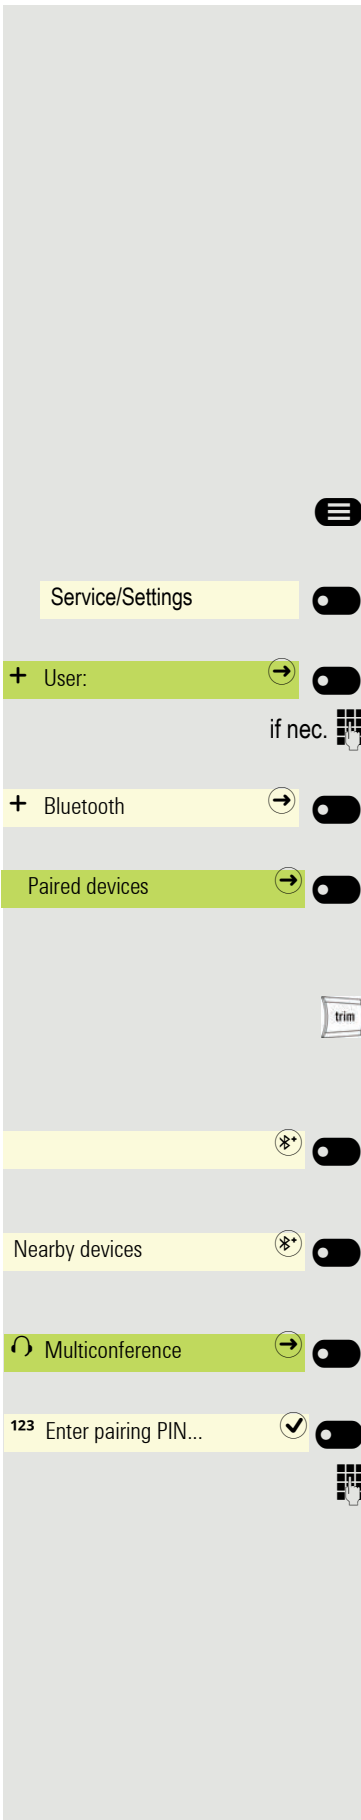 Service/Settings
+ User:
if nec.
+ Bluetooth
Paired devices
trim
Nearby devices
Multiconference
123 Enter pairing PIN...